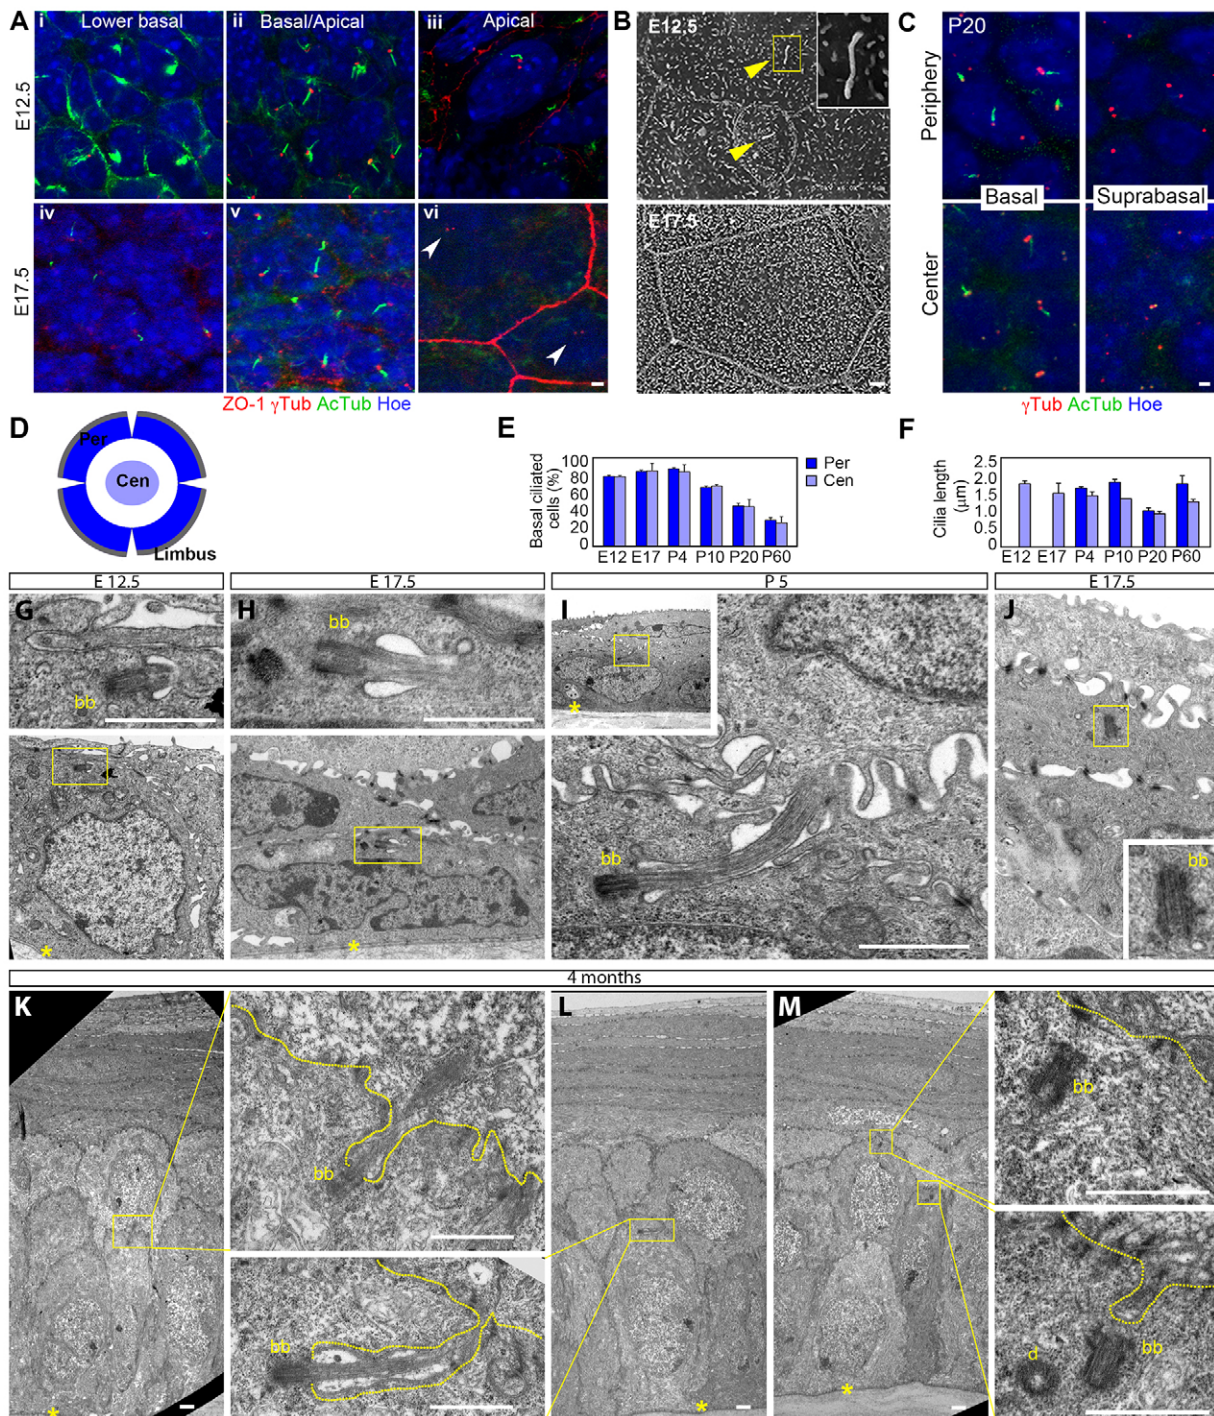 A
i
Lower basal
ii
Basal/Apical
iii
Apical
E12.5
iv
v
vi
E17.5
ZO-1 γTub AcTub Hoe
B
E12.5
E17.5
C
P20
Periphery
Basal
Suprabasal
Center
γTub AcTub Hoe
D
Per
Cen
Limbus
E
Basal ciliated
cells (%)
100
80
60
40
20
0
E12 E17 P4 P10 P20 P60
Per
Cen
F
Cilia length
(μm)
2.5
2.0
1.5
1.0
0.5
0
E12 E17 P4 P10 P20 P60
E 12.5
E 17.5
P 5
E 17.5
G
bb
*
H
bb
*
I
*
bb
J
bb
4 months
K
*
bb
bb
L
*
M
*
bb
d
bb